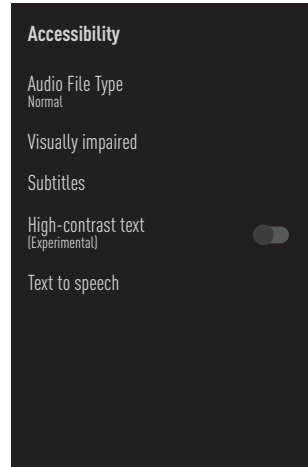 Accessibility
Audio File Type
Normal
Visually impaired
Subtitles
High-contrast text
(Experimental)
Text to speech